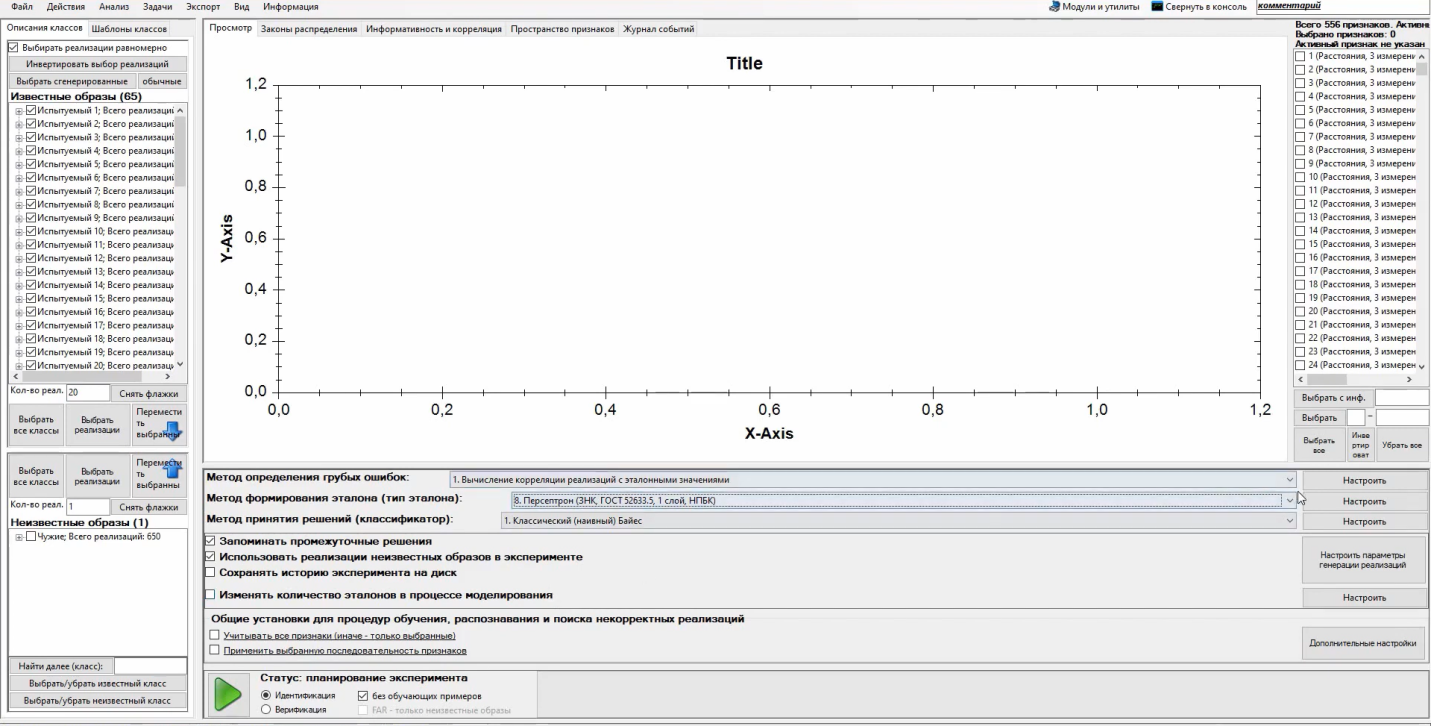 Файл Действия Анализ Задачи Экспорт Вид Информация
Модули и утилиты Свернуть в консоль комментарий
Описания классов Шаблоны классов
Выбирать реализации равномерно
Инвертировать выбор реализаций
Выбрать сгенерированные обычные
Известные образы (65)
Испытуемый 1; Всего реализаций
Испытуемый 2; Всего реализаций
Испытуемый 3; Всего реализаций
Испытуемый 4; Всего реализаций
Испытуемый 5; Всего реализаций
Испытуемый 6; Всего реализаций
Испытуемый 7; Всего реализаций
Испытуемый 8; Всего реализаций
Испытуемый 9; Всего реализаций
Испытуемый 10; Всего реализаци
Испытуемый 11; Всего реализаци
Испытуемый 12; Всего реализаци
Испытуемый 13; Всего реализаци
Испытуемый 14; Всего реализаци
Испытуемый 15; Всего реализаци
Испытуемый 16; Всего реализаци
Испытуемый 17; Всего реализаци
Испытуемый 18; Всего реализаци
Испытуемый 19; Всего реализаци
Испытуемый 20; Всего реализаци
Кол-во реал. 20 Снять флажки
Выбрать
все классы
Выбрать
реализации
Перемести
ть
выбранны
Выбрать
все классы
Выбрать
реализации
Перемести
ть
выбранны
Кол-во реал. 1 Снять флажки
Неизвестные образы (1)
Чужие; Всего реализаций: 650
Найти далее (класс):
Выбрать/убрать известный класс
Выбрать/убрать неизвестный класс
Просмотр Законы распределения Информативность и корреляция Пространство признаков Журнал событий
Title
1,2
1,0
0,8
0,6
0,4
0,2
0,0
Y-Axis
0,0 0,2 0,4 0,6 0,8 1,0 1,2
X-Axis
Всего 556 признаков. Активн
Выбрано признаков: 0
Активный признак не указан
1 (Расстояния, 3 измерени
2 (Расстояния, 3 измерени
3 (Расстояния, 3 измерени
4 (Расстояния, 3 измерени
5 (Расстояния, 3 измерени
6 (Расстояния, 3 измерени
7 (Расстояния, 3 измерени
8 (Расстояния, 3 измерени
9 (Расстояния, 3 измерени
10 (Расстояния, 3 измерен
11 (Расстояния, 3 измерен
12 (Расстояния, 3 измерен
13 (Расстояния, 3 измерен
14 (Расстояния, 3 измерен
15 (Расстояния, 3 измерен
16 (Расстояния, 3 измерен
17 (Расстояния, 3 измерен
18 (Расстояния, 3 измерен
19 (Расстояния, 3 измерен
20 (Расстояния, 3 измерен
21 (Расстояния, 3 измерен
22 (Расстояния, 3 измерен
23 (Расстояния, 3 измерен
24 (Расстояния, 3 измерен
Выбрать с инф.
Выбрать –
Выбрать
все
Инве
ртир
оват
Убрать все
Метод определения грубых ошибок: 1. Вычисление корреляции реализаций с эталонными значениями Настроить
Метод формирования эталона (тип эталона): 8. Персептрон (ЗНК, ГОСТ 52633.5, 1 слой, НПБК) Настроить
Метод принятия решений (классификатор): 1. Классический (наивный) Байес Настроить
Запоминать промежуточные решения
Использовать реализации неизвестных образов в эксперименте
Сохранять историю эксперимента на диск
Настроить параметры
генерации реализаций
Изменять количество эталонов в процессе моделирования Настроить
Общие установки для процедур обучения, распознавания и поиска некорректных реализаций
Учитывать все признаки (иначе - только выбранные)
Применить выбранную последовательность признаков
Дополнительные настройки
Статус: планирование эксперимента
Идентификация без обучающих примеров
Верификация FAR - только неизвестные образы